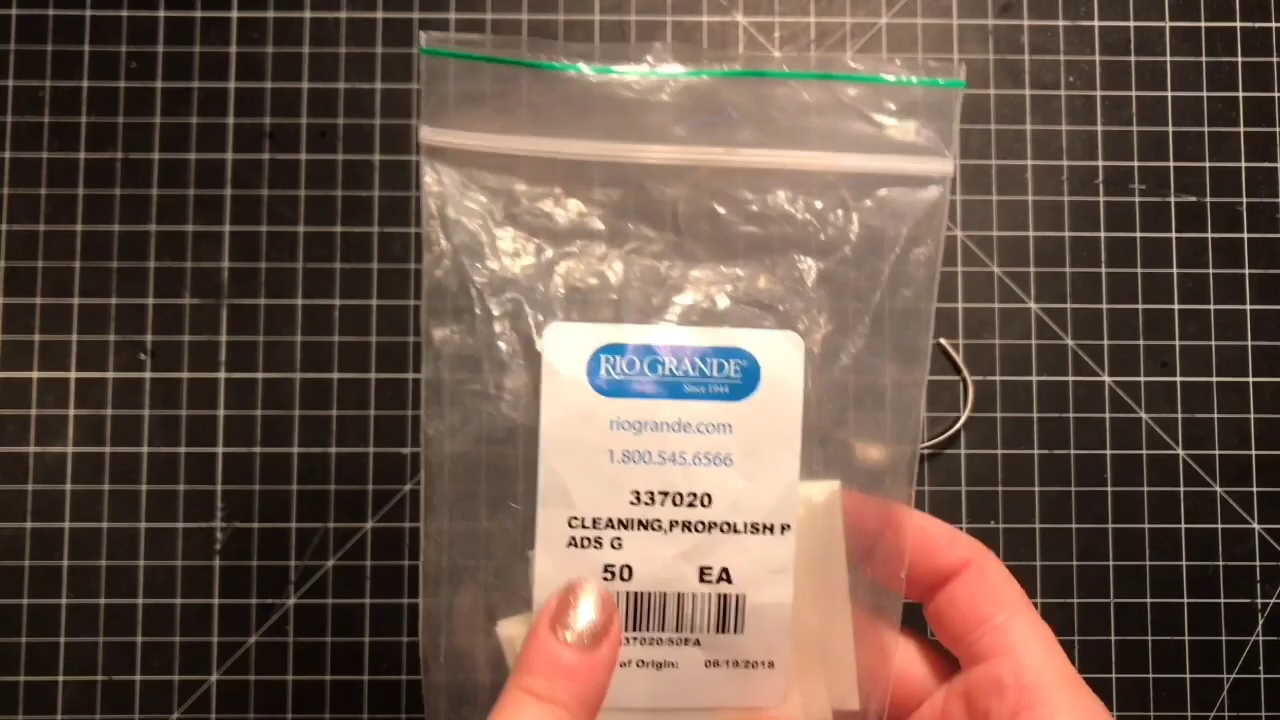 RIO GRANDE®
Since 1944
riogrande.com
1.800.545.6566
337020
CLEANING,PROPOLISH P
ADS G
50 EA
337020/50EA
of Origin: 06/19/2018